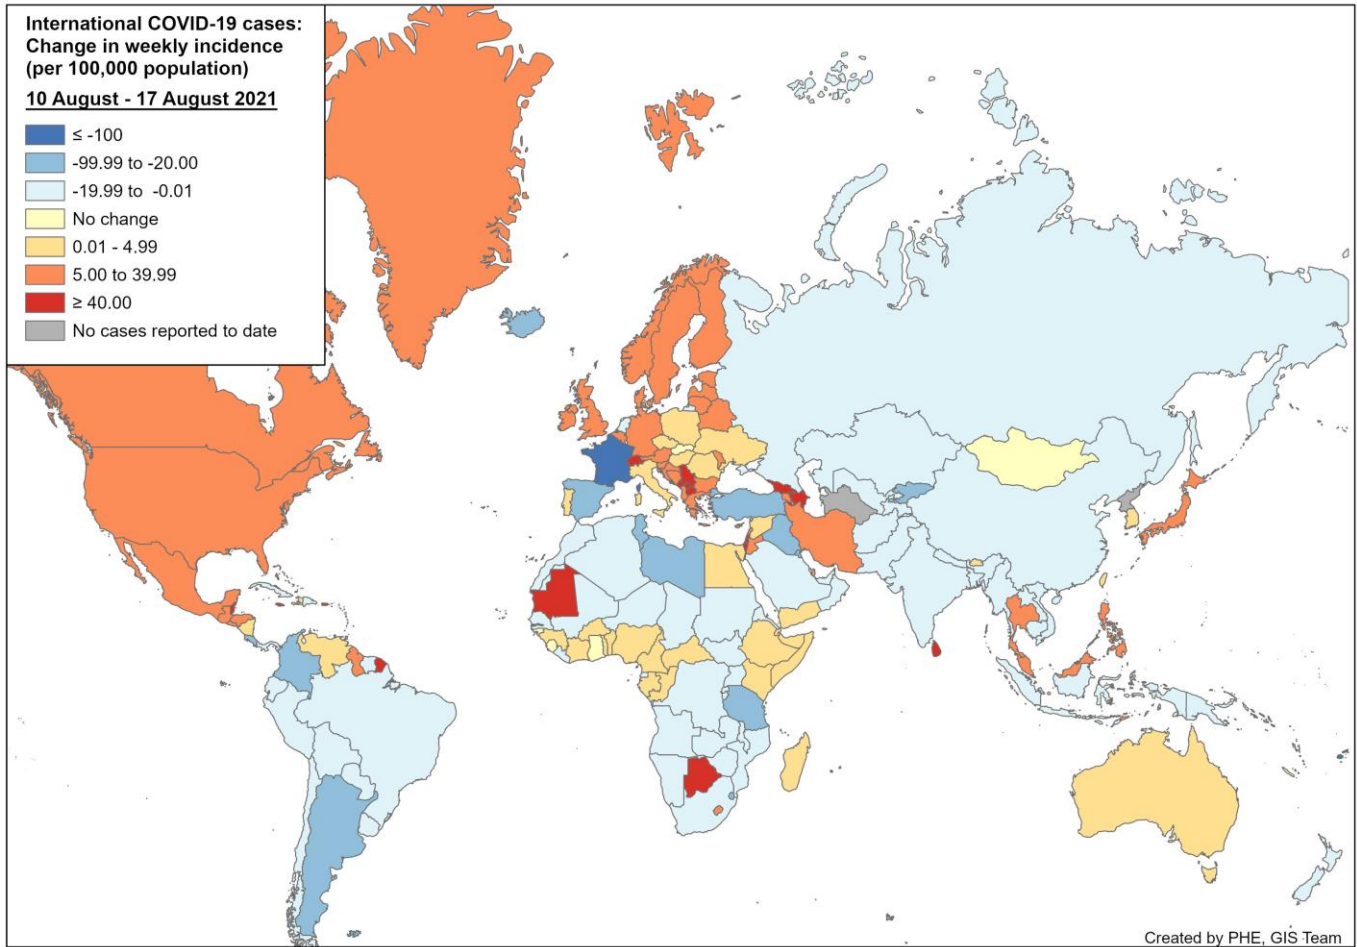 International COVID-19 cases:
Change in weekly incidence
(per 100,000 population)
10 August - 17 August 2021
≤ -100
-99.99 to -20.00
-19.99 to -0.01
No change
0.01 - 4.99
5.00 to 39.99
≥ 40.00
No cases reported to date
Created by PHE, GIS Team